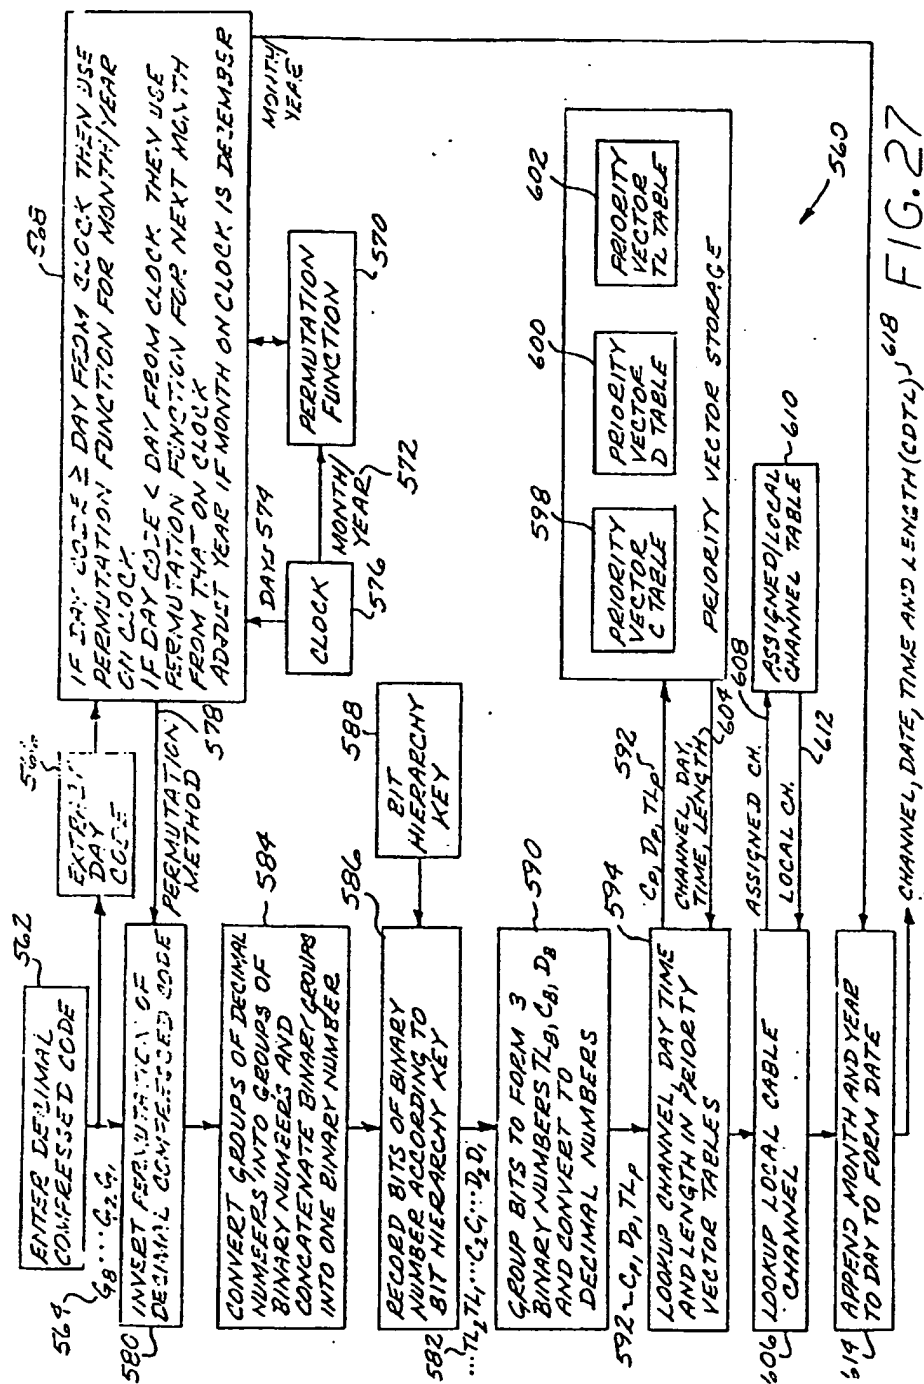 562
ENTER DECIMAL
COMPRESSED CODE
564
G8 ··· G2 G1
EXTERNAL
DAY
CODE
568
IF DAY CODE ≥ DAY FROM CLOCK THEN USE
PERMUTATION FUNCTION FOR MONTH/YEAR
ON CLOCK.
IF DAY CODE < DAY FROM CLOCK THEN USE
PERMUTATION FUNCTION FOR NEXT MONTH
FROM THAT ON CLOCK
ADJUST YEAR IF MONTH ON CLOCK IS DECEMBER
MONTH/
YEAR
578
PERMUTATION
METHOD
DAYS 574
CLOCK
576
MONTH/
YEAR
572
PERMUTATION
FUNCTION
570
580
INVERT PERMUTATION OF
DECIMAL COMPRESSED CODE
584
CONVERT GROUPS OF DECIMAL
NUMBERS INTO GROUPS OF
BINARY NUMBERS AND
CONCATENATE BINARY GROUPS
INTO ONE BINARY NUMBER
586
RECORD BITS OF BINARY
NUMBER ACCORDING TO
BIT HIERARCHY KEY
588
BIT
HIERARCHY
KEY
582
... TL2 TL1 ··· C2 C1 ··· D2 D1
590
GROUP BITS TO FORM 3
BINARY NUMBERS TLB, CB, DB
AND CONVERT TO
DECIMAL NUMBERS
592 ~ CP, DP, TLP
594
LOOKUP CHANNEL DAY TIME
AND LENGTH IN PRIORITY
VECTOR TABLES
592
CP, DP, TLP
CHANNEL, DAY,
TIME, LENGTH
604
598
PRIORITY
VECTOR
C TABLE
600
PRIORITY
VECTOR
D TABLE
602
PRIORITY
VECTOR
TL TABLE
PRIORITY VECTOR STORAGE
606
LOOKUP LOCAL CABLE
CHANNEL
ASSIGNED CH.
608
LOCAL CH.
612
ASSIGNED/LOCAL
CHANNEL TABLE
610
614
APPEND MONTH AND YEAR
TO DAY TO FORM DATE
CHANNEL, DATE, TIME AND LENGTH (CDTL)
618
560
FIG. 27